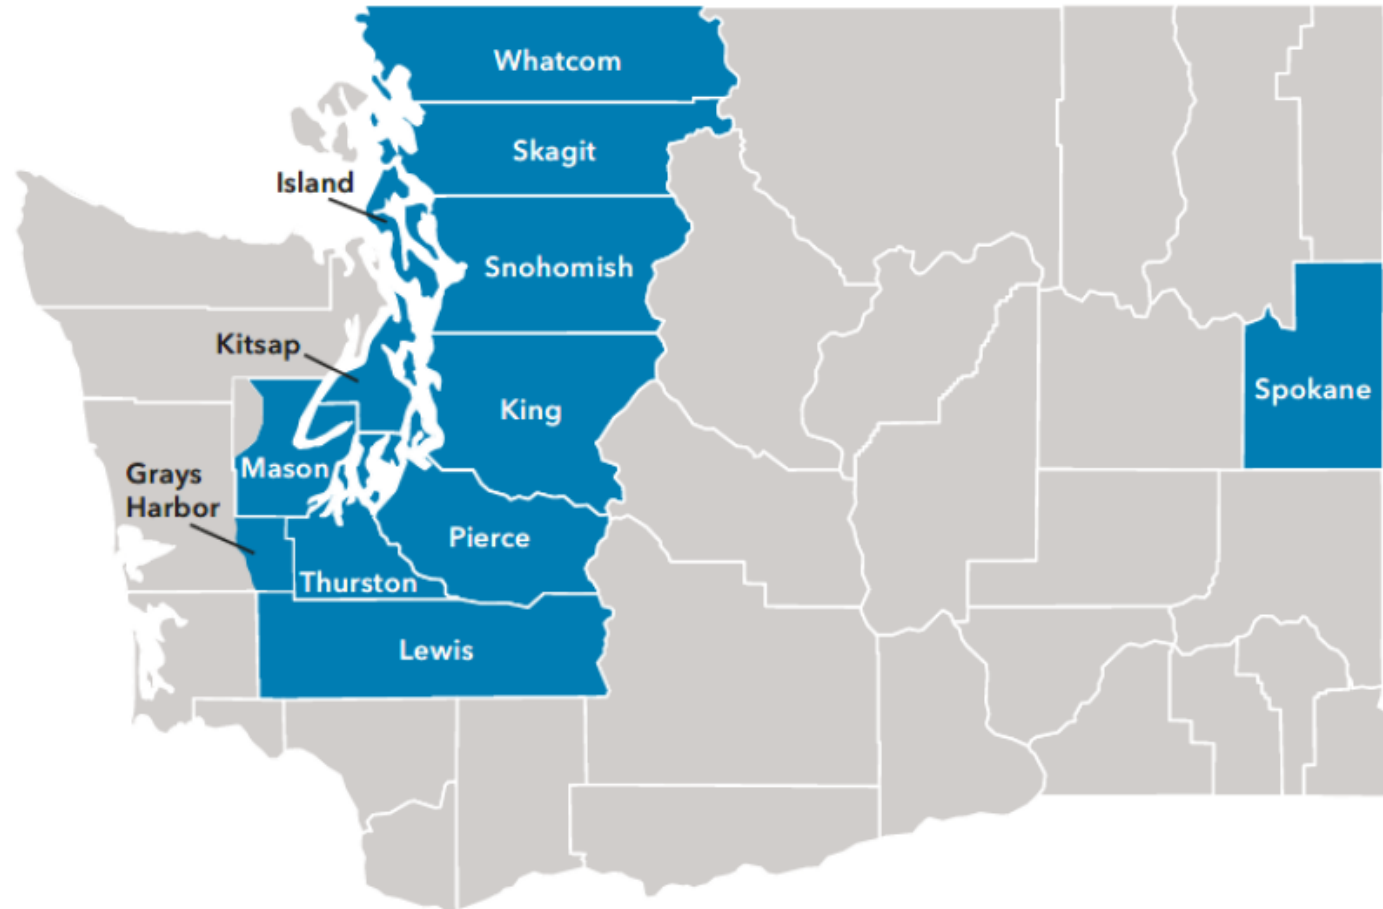 Whatcom
Skagit
Island
Snohomish
Kitsap
King
Spokane
Mason
Grays
Harbor
Pierce
Thurston
Lewis